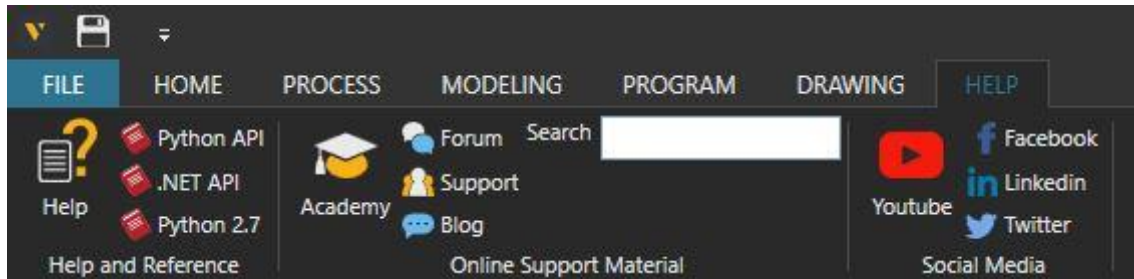 FILE HOME PROCESS MODELING PROGRAM DRAWING HELP
Help
Python API
.NET API
Python 2.7
Help and Reference
Academy
Forum
Support
Blog
Search
Online Support Material
Youtube
Facebook
Linkedin
Twitter
Social Media